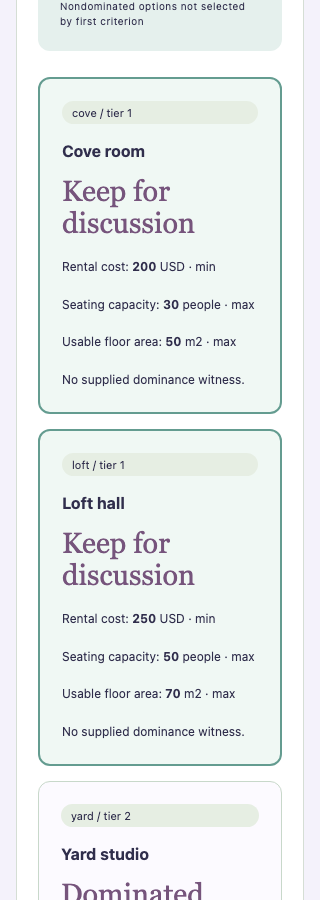 Nondominated options not selected
by first criterion
cove / tier 1
Cove room
Keep for
discussion
Rental cost: 200 USD · min
Seating capacity: 30 people · max
Usable floor area: 50 m2 · max
No supplied dominance witness.
loft / tier 1
Loft hall
Keep for
discussion
Rental cost: 250 USD · min
Seating capacity: 50 people · max
Usable floor area: 70 m2 · max
No supplied dominance witness.
yard / tier 2
Yard studio
Dominated